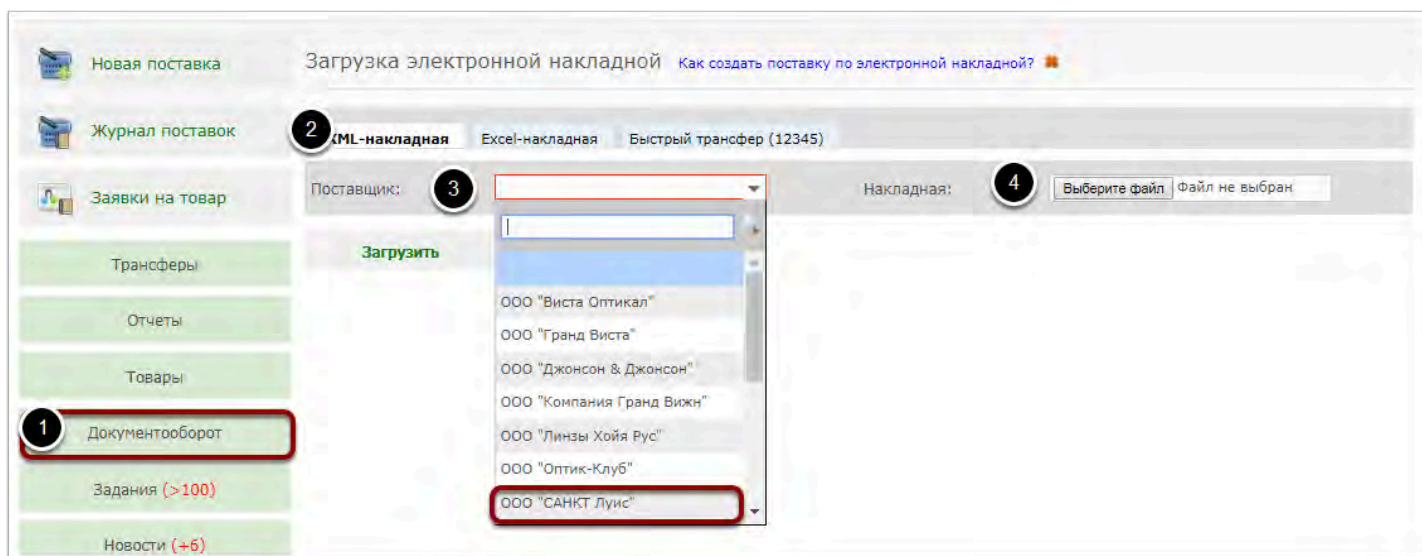 Новая поставка
Загрузка электронной накладной Как создать поставку по электронной накладной?
Журнал поставок
2
XML-накладная Excel-накладная Быстрый трансфер (12345)
Заявки на товар
Поставщик: 3 Накладная: 4 Выберите файл Файл не выбран
Загрузить
Трансферы
ООО "Виста Оптикал"
Отчеты
ООО "Гранд Виста"
Товары
ООО "Джонсон & Джонсон"
ООО "Компания Гранд Вижн"
1 Документооборот
ООО "Линзы Хойя Рус"
ООО "Оптик-Клуб"
Задания (>100)
ООО "САНКТ Луис"
Новости (+6)